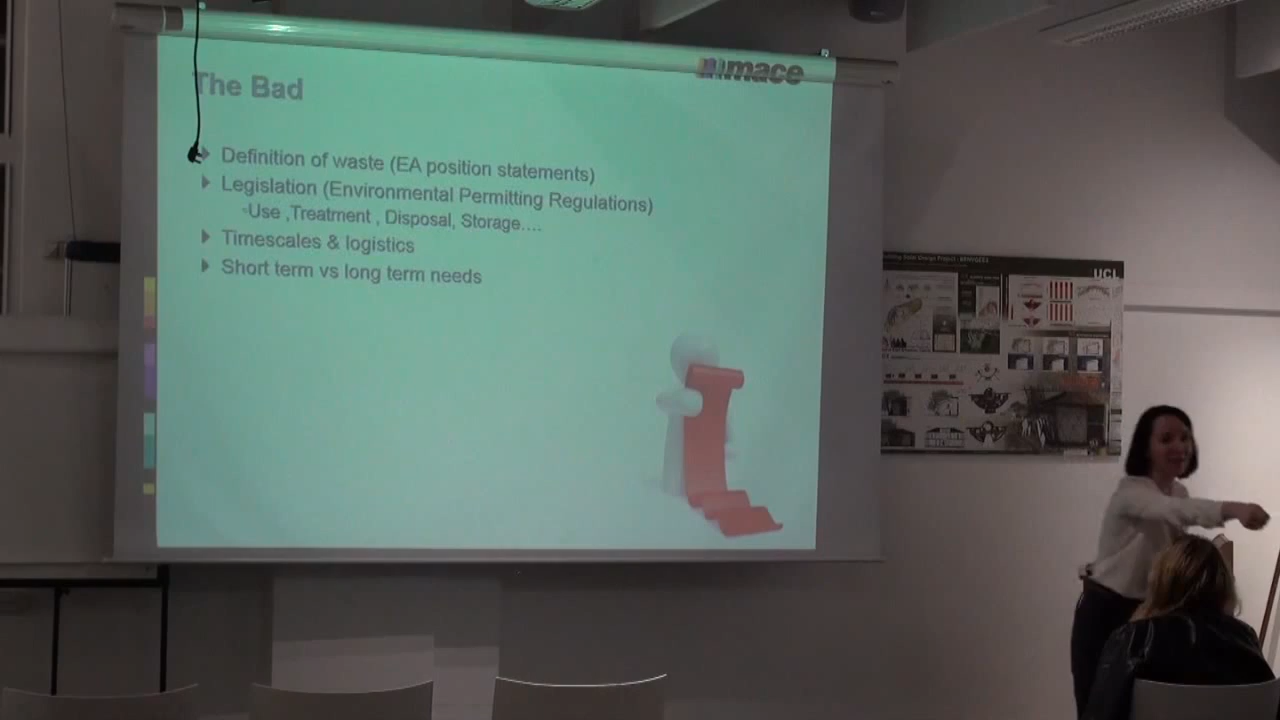 mace
The Bad
Definition of waste (EA position statements)
Legislation (Environmental Permitting Regulations)
Use ,Treatment , Disposal, Storage....
Timescales & logistics
Short term vs long term needs
UCL